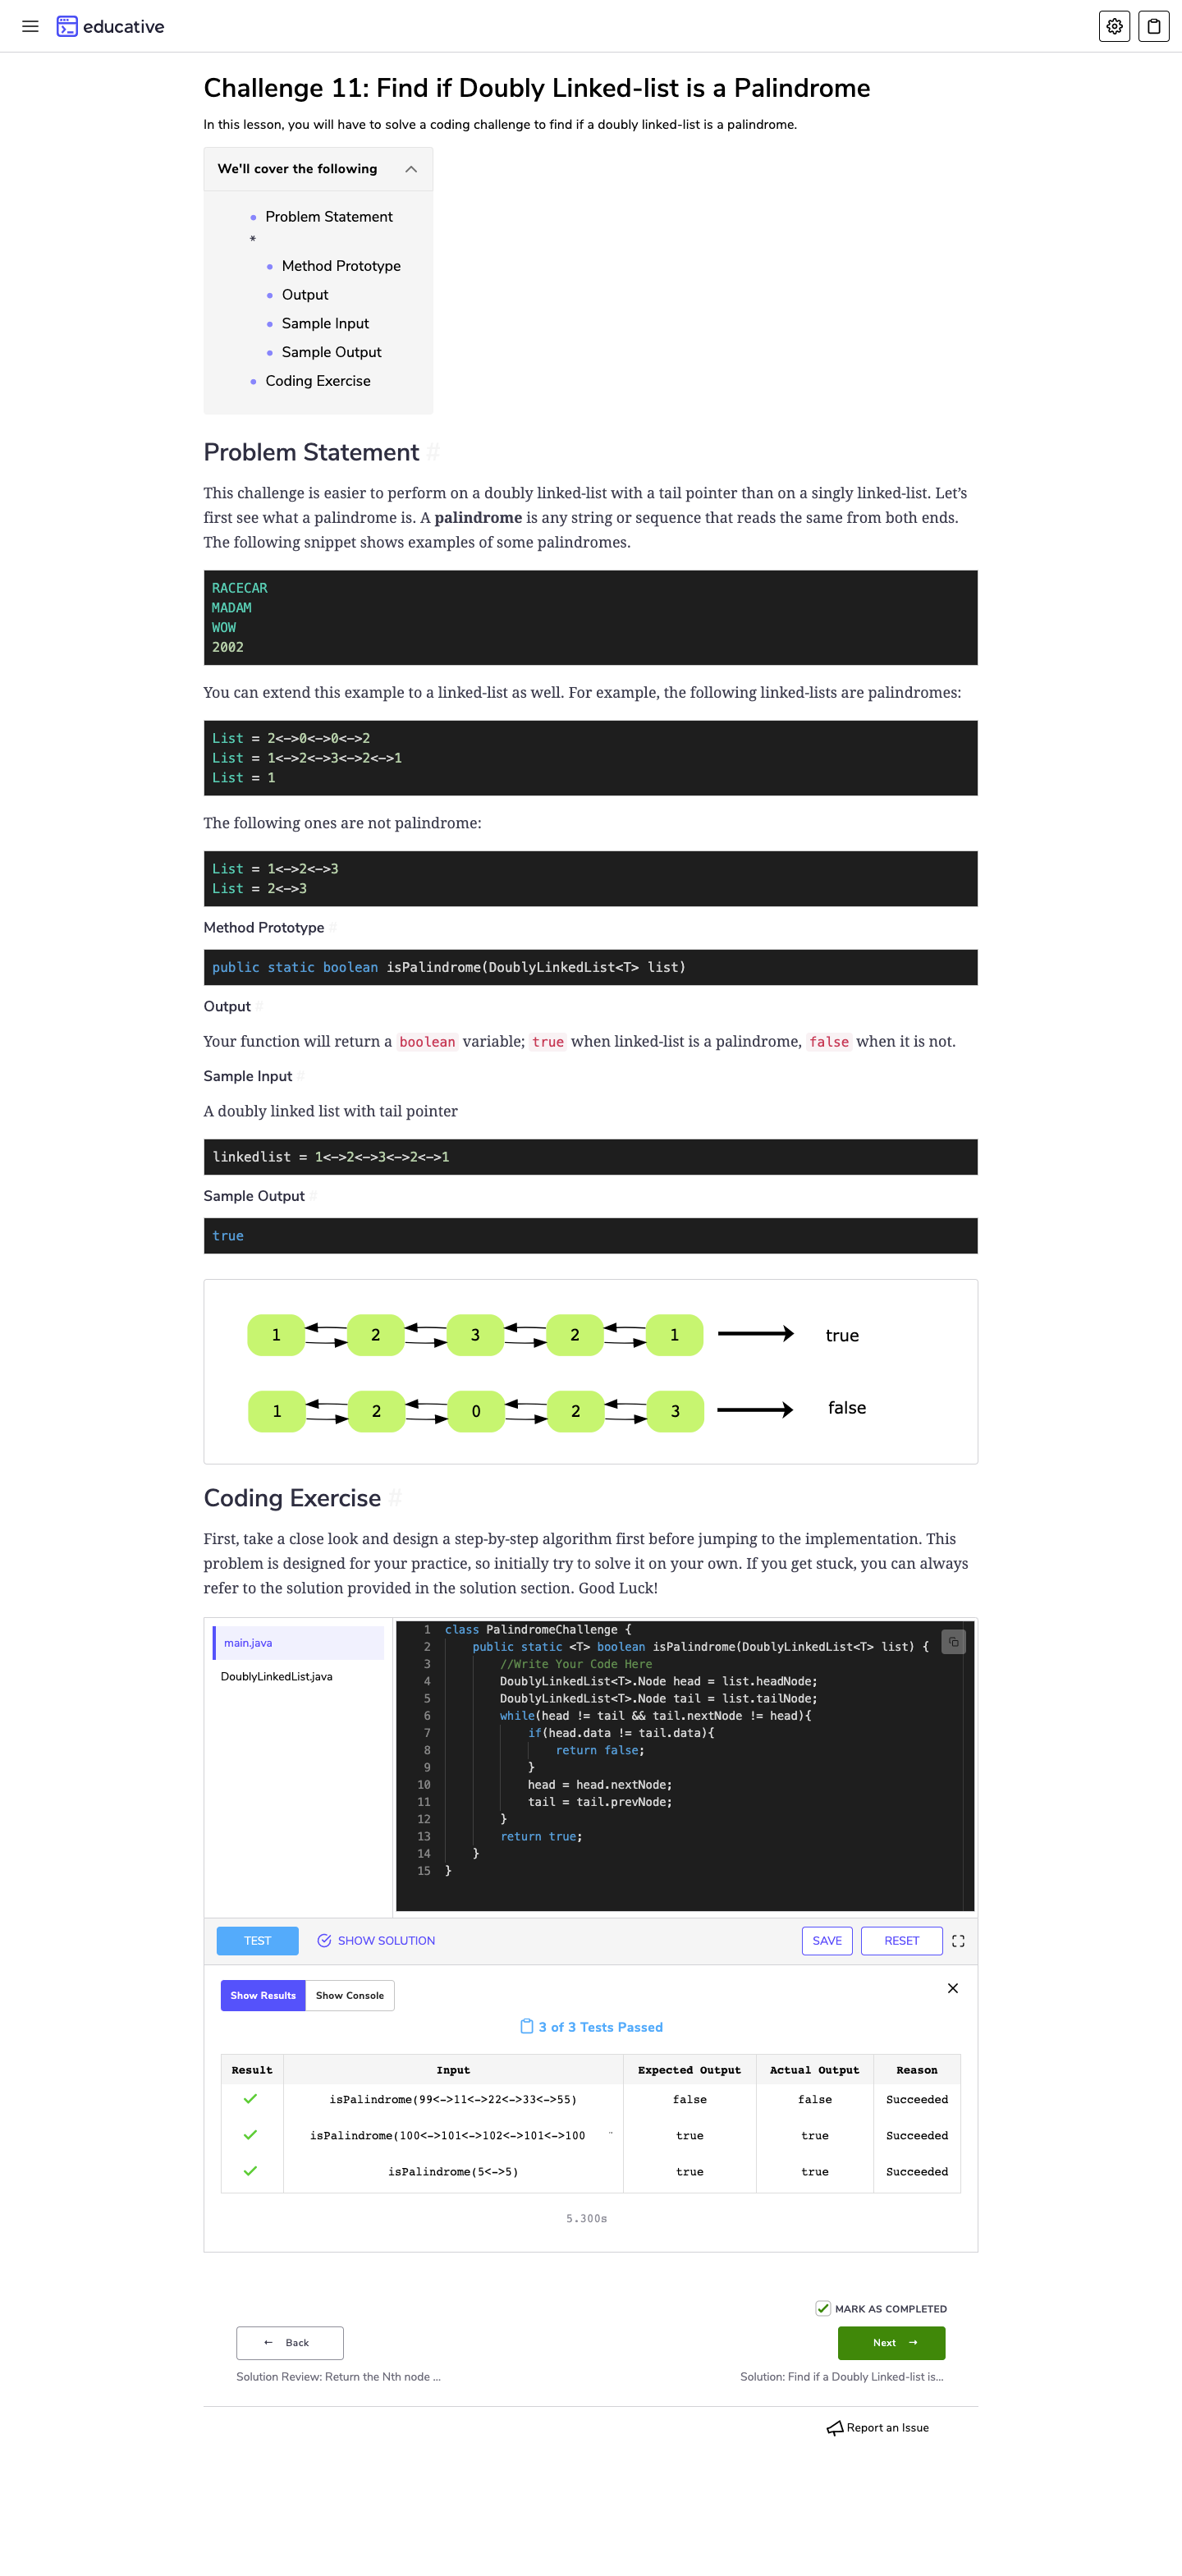 educative
Challenge 11: Find if Doubly Linked-list is a Palindrome
In this lesson, you will have to solve a coding challenge to find if a doubly linked-list is a palindrome.
We'll cover the following
Problem Statement
*
Method Prototype
Output
Sample Input
Sample Output
Coding Exercise
Problem Statement #
This challenge is easier to perform on a doubly linked-list with a tail pointer than on a singly linked-list. Let’s
first see what a palindrome is. A palindrome is any string or sequence that reads the same from both ends.
The following snippet shows examples of some palindromes.
RACECAR
MADAM
WOW
2002
You can extend this example to a linked-list as well. For example, the following linked-lists are palindromes:
List = 2<->0<->0<->2
List = 1<->2<->3<->2<->1
List = 1
The following ones are not palindrome:
List = 1<->2<->3
List = 2<->3
Method Prototype #
public static boolean isPalindrome(DoublyLinkedList<T> list)
Output #
Your function will return a boolean variable; true when linked-list is a palindrome, false when it is not.
Sample Input #
A doubly linked list with tail pointer
linkedlist = 1<->2<->3<->2<->1
Sample Output #
true
1 2 3 2 1 true
1 2 0 2 3 false
Coding Exercise #
First, take a close look and design a step-by-step algorithm first before jumping to the implementation. This
problem is designed for your practice, so initially try to solve it on your own. If you get stuck, you can always
refer to the solution provided in the solution section. Good Luck!
main.java
DoublyLinkedList.java
1 class PalindromeChallenge {
2 public static <T> boolean isPalindrome(DoublyLinkedList<T> list) {
3 //Write Your Code Here
4 DoublyLinkedList<T>.Node head = list.headNode;
5 DoublyLinkedList<T>.Node tail = list.tailNode;
6 while(head != tail && tail.nextNode != head){
7 if(head.data != tail.data){
8 return false;
9 }
10 head = head.nextNode;
11 tail = tail.prevNode;
12 }
13 return true;
14 }
15 }
TEST SHOW SOLUTION SAVE RESET
Show Results Show Console
3 of 3 Tests Passed
Result Input Expected Output Actual Output Reason
isPalindrome(99<->11<->22<->33<->55) false false Succeeded
isPalindrome(100<->101<->102<->101<->100 true true Succeeded
isPalindrome(5<->5) true true Succeeded
5.300s
MARK AS COMPLETED
← Back Next →
Solution Review: Return the Nth node ... Solution: Find if a Doubly Linked-list is...
Report an Issue